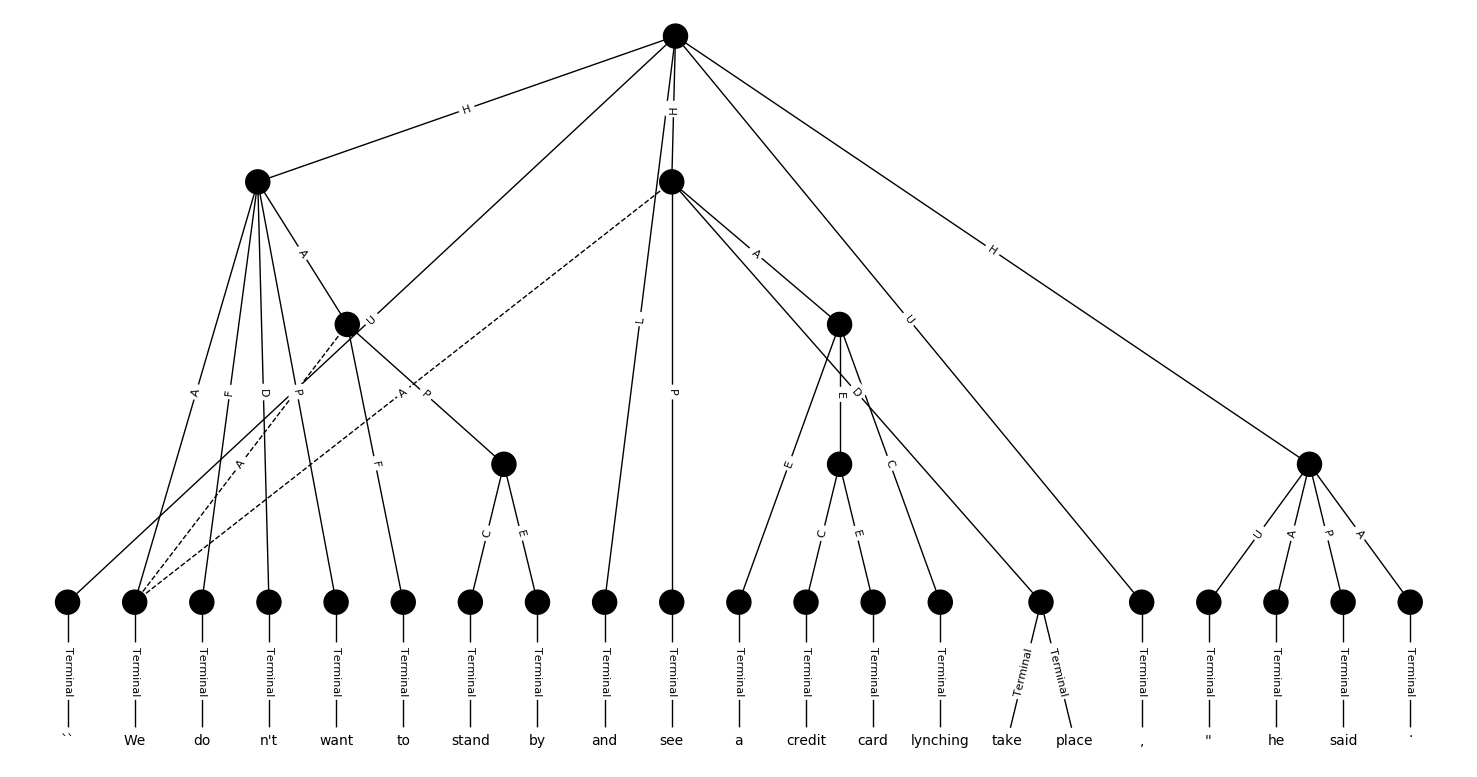 H
H
H
A
U
A
U
L
A
F
D
P
A
P
P
E
D
A
F
E
C
C
E
C
E
U
A
P
A
Terminal Terminal Terminal Terminal Terminal Terminal Terminal Terminal Terminal Terminal Terminal Terminal Terminal Terminal Terminal Terminal Terminal Terminal Terminal Terminal Terminal
`` We do n't want to stand by and see a credit card lynching take place , " he said .